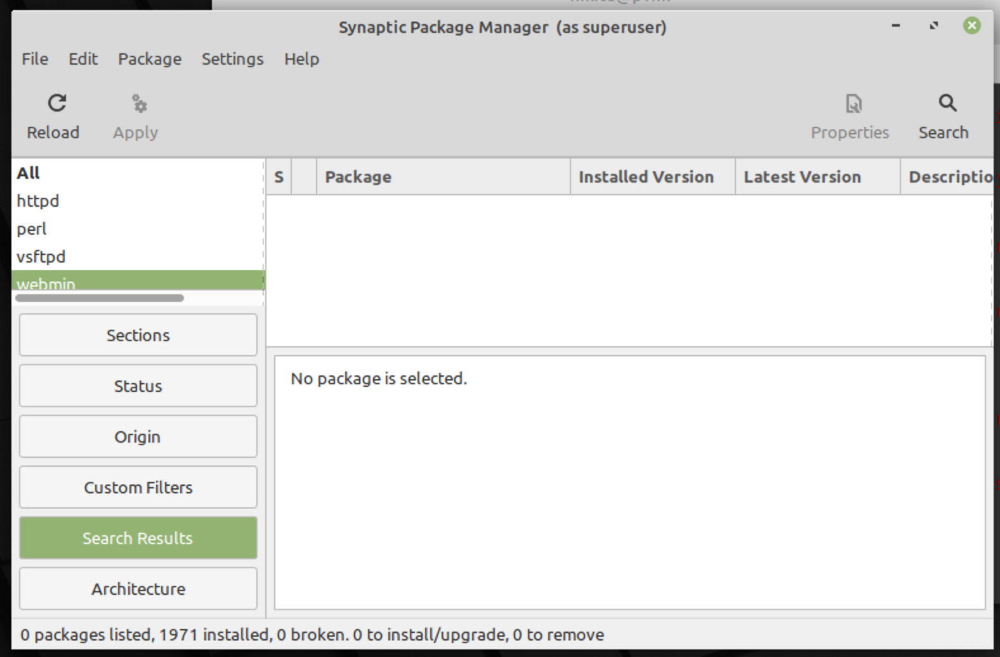 Synaptic Package Manager (as superuser)
File Edit Package Settings Help
Reload Apply Properties Search
All
httpd
perl
vsftpd
webmin
S Package Installed Version Latest Version Descriptio
Sections
Status
Origin
Custom Filters
Search Results
Architecture
No package is selected.
0 packages listed, 1971 installed, 0 broken. 0 to install/upgrade, 0 to remove